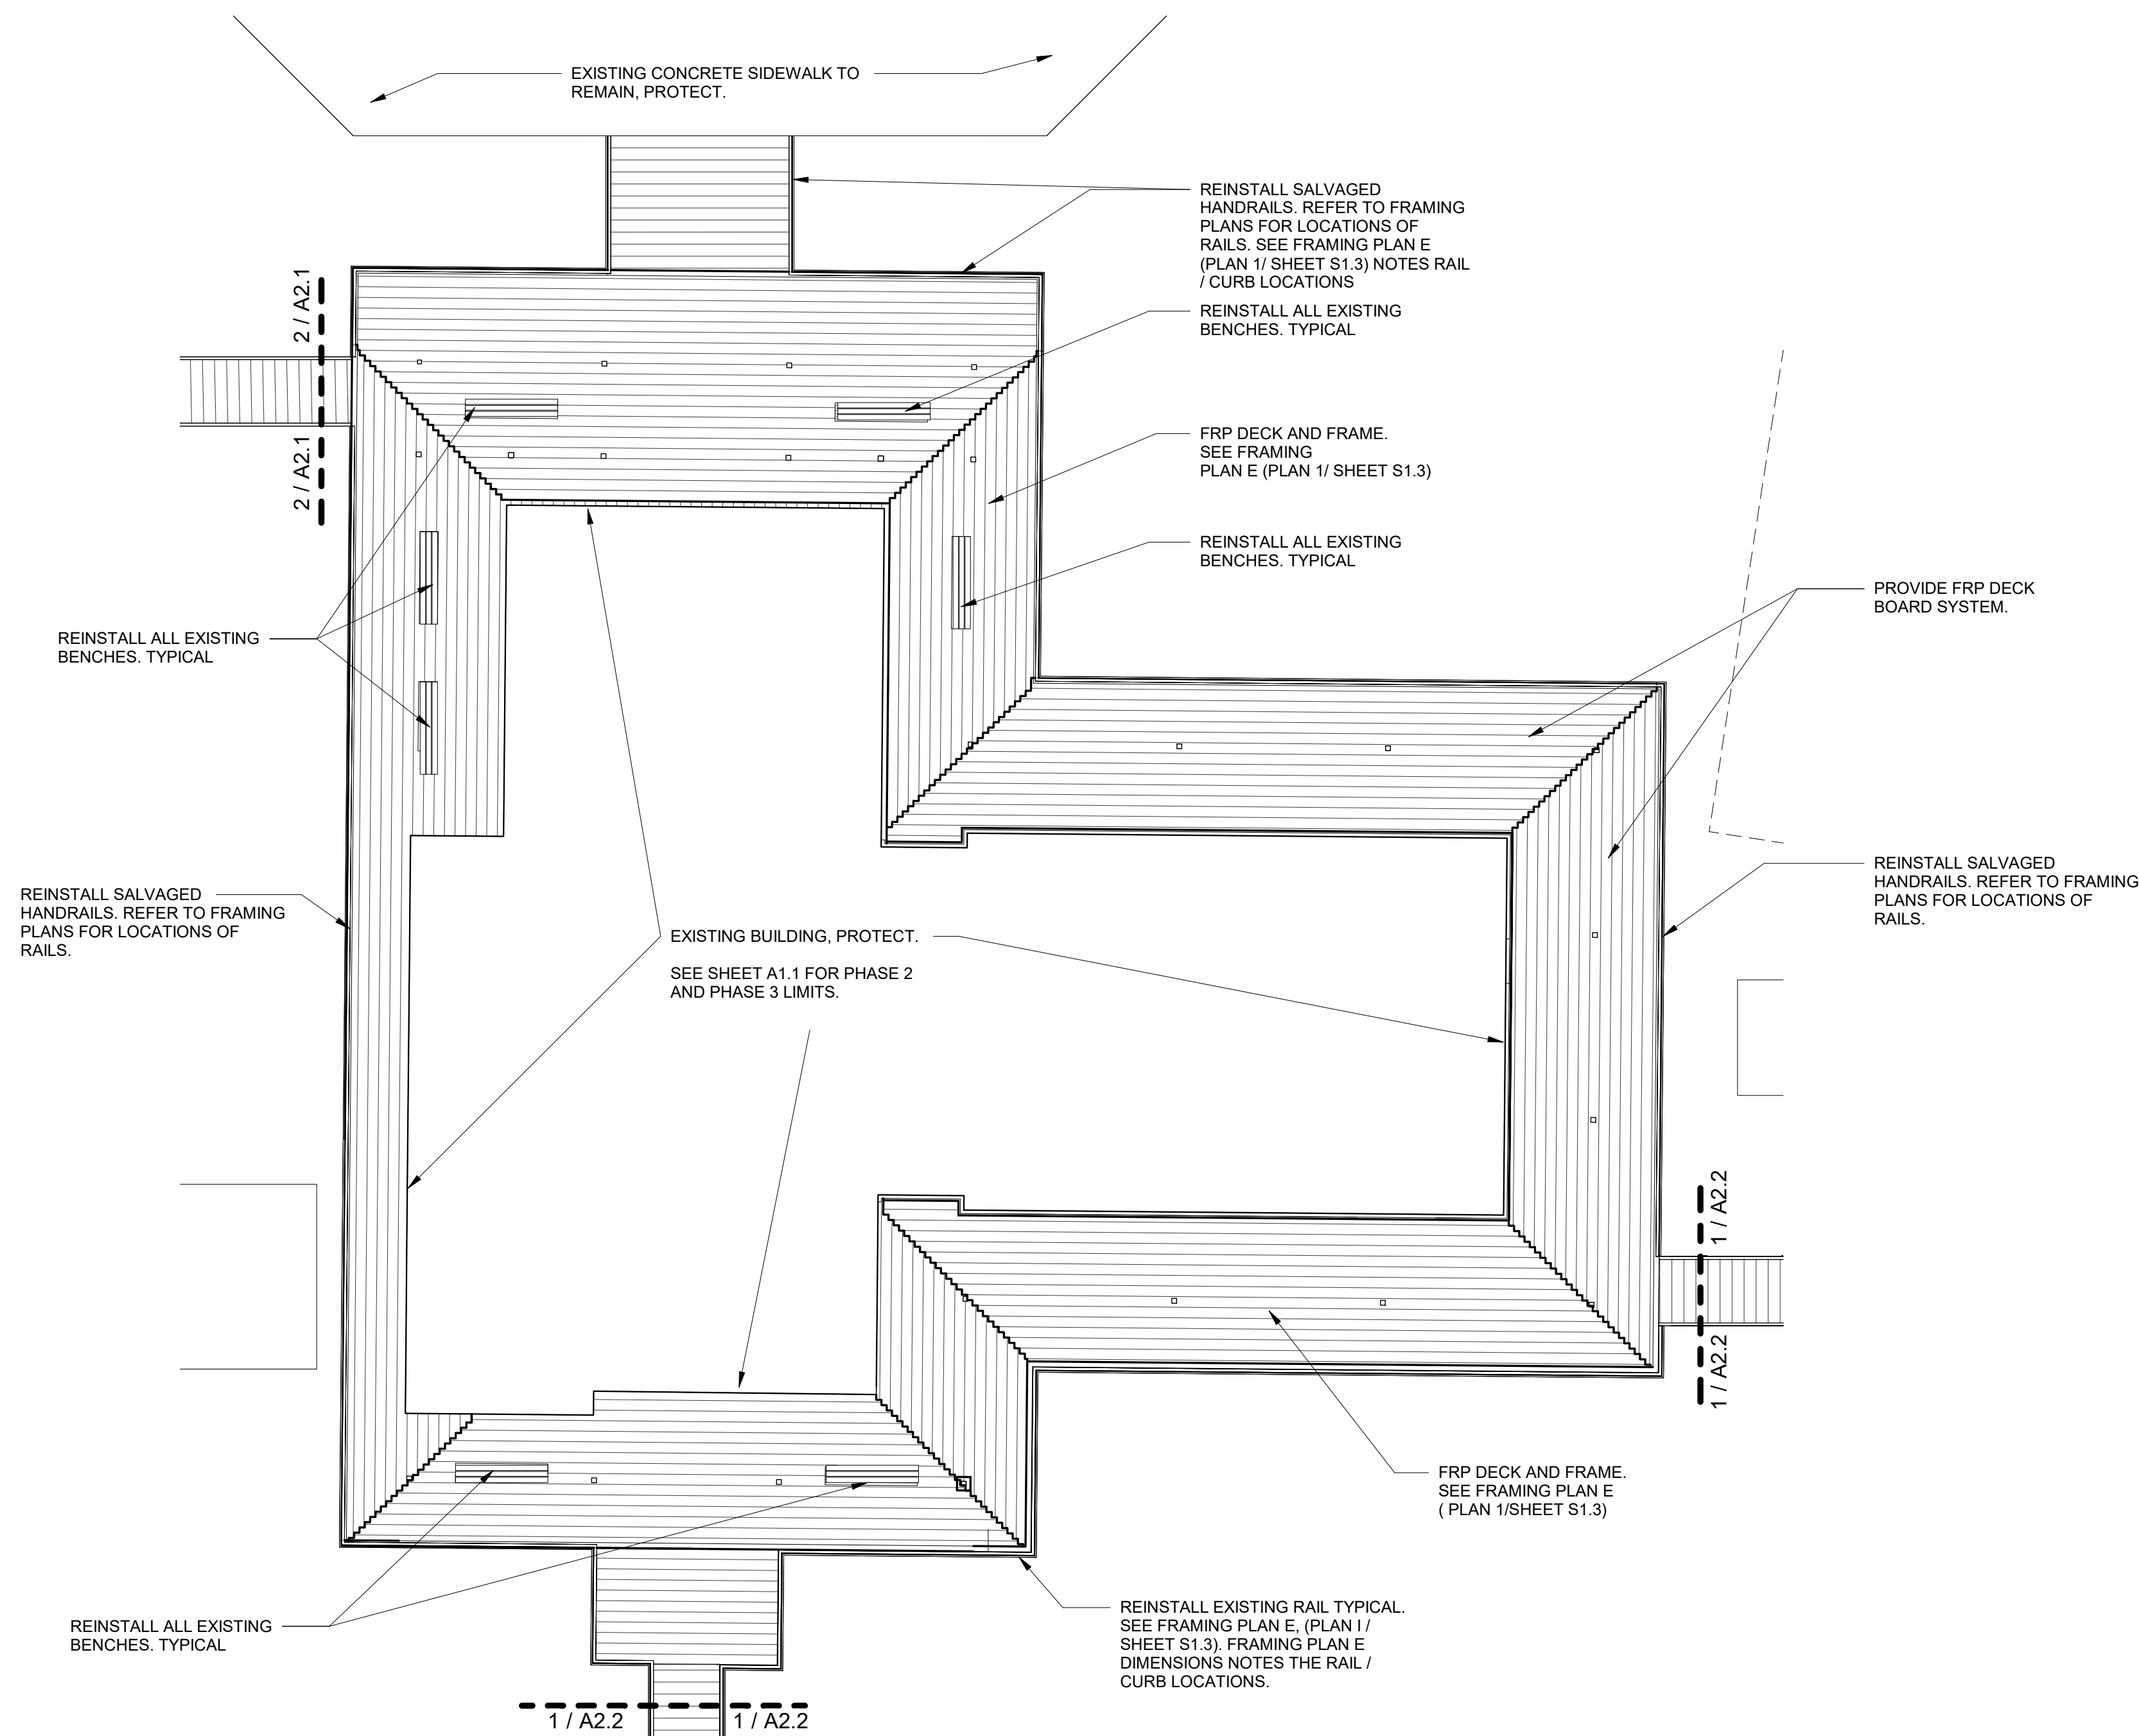 EXISTING CONCRETE SIDEWALK TO
REMAIN, PROTECT.
REINSTALL SALVAGED
HANDRAILS. REFER TO FRAMING
PLANS FOR LOCATIONS OF
RAILS. SEE FRAMING PLAN E
(PLAN 1/ SHEET S1.3) NOTES RAIL
/ CURB LOCATIONS
2 / A2.1
2 / A2.1
REINSTALL ALL EXISTING
BENCHES. TYPICAL
FRP DECK AND FRAME.
SEE FRAMING
PLAN E (PLAN 1/ SHEET S1.3)
REINSTALL ALL EXISTING
BENCHES. TYPICAL
PROVIDE FRP DECK
BOARD SYSTEM.
REINSTALL ALL EXISTING
BENCHES. TYPICAL
REINSTALL SALVAGED
HANDRAILS. REFER TO FRAMING
PLANS FOR LOCATIONS OF
RAILS.
REINSTALL SALVAGED
HANDRAILS. REFER TO FRAMING
PLANS FOR LOCATIONS OF
RAILS.
EXISTING BUILDING, PROTECT.
SEE SHEET A1.1 FOR PHASE 2
AND PHASE 3 LIMITS.
1 / A2.2
1 / A2.2
FRP DECK AND FRAME.
SEE FRAMING PLAN E
( PLAN 1/SHEET S1.3)
REINSTALL ALL EXISTING
BENCHES. TYPICAL
REINSTALL EXISTING RAIL TYPICAL.
SEE FRAMING PLAN E, (PLAN I /
SHEET S1.3). FRAMING PLAN E
DIMENSIONS NOTES THE RAIL /
CURB LOCATIONS.
1 / A2.2
1 / A2.2